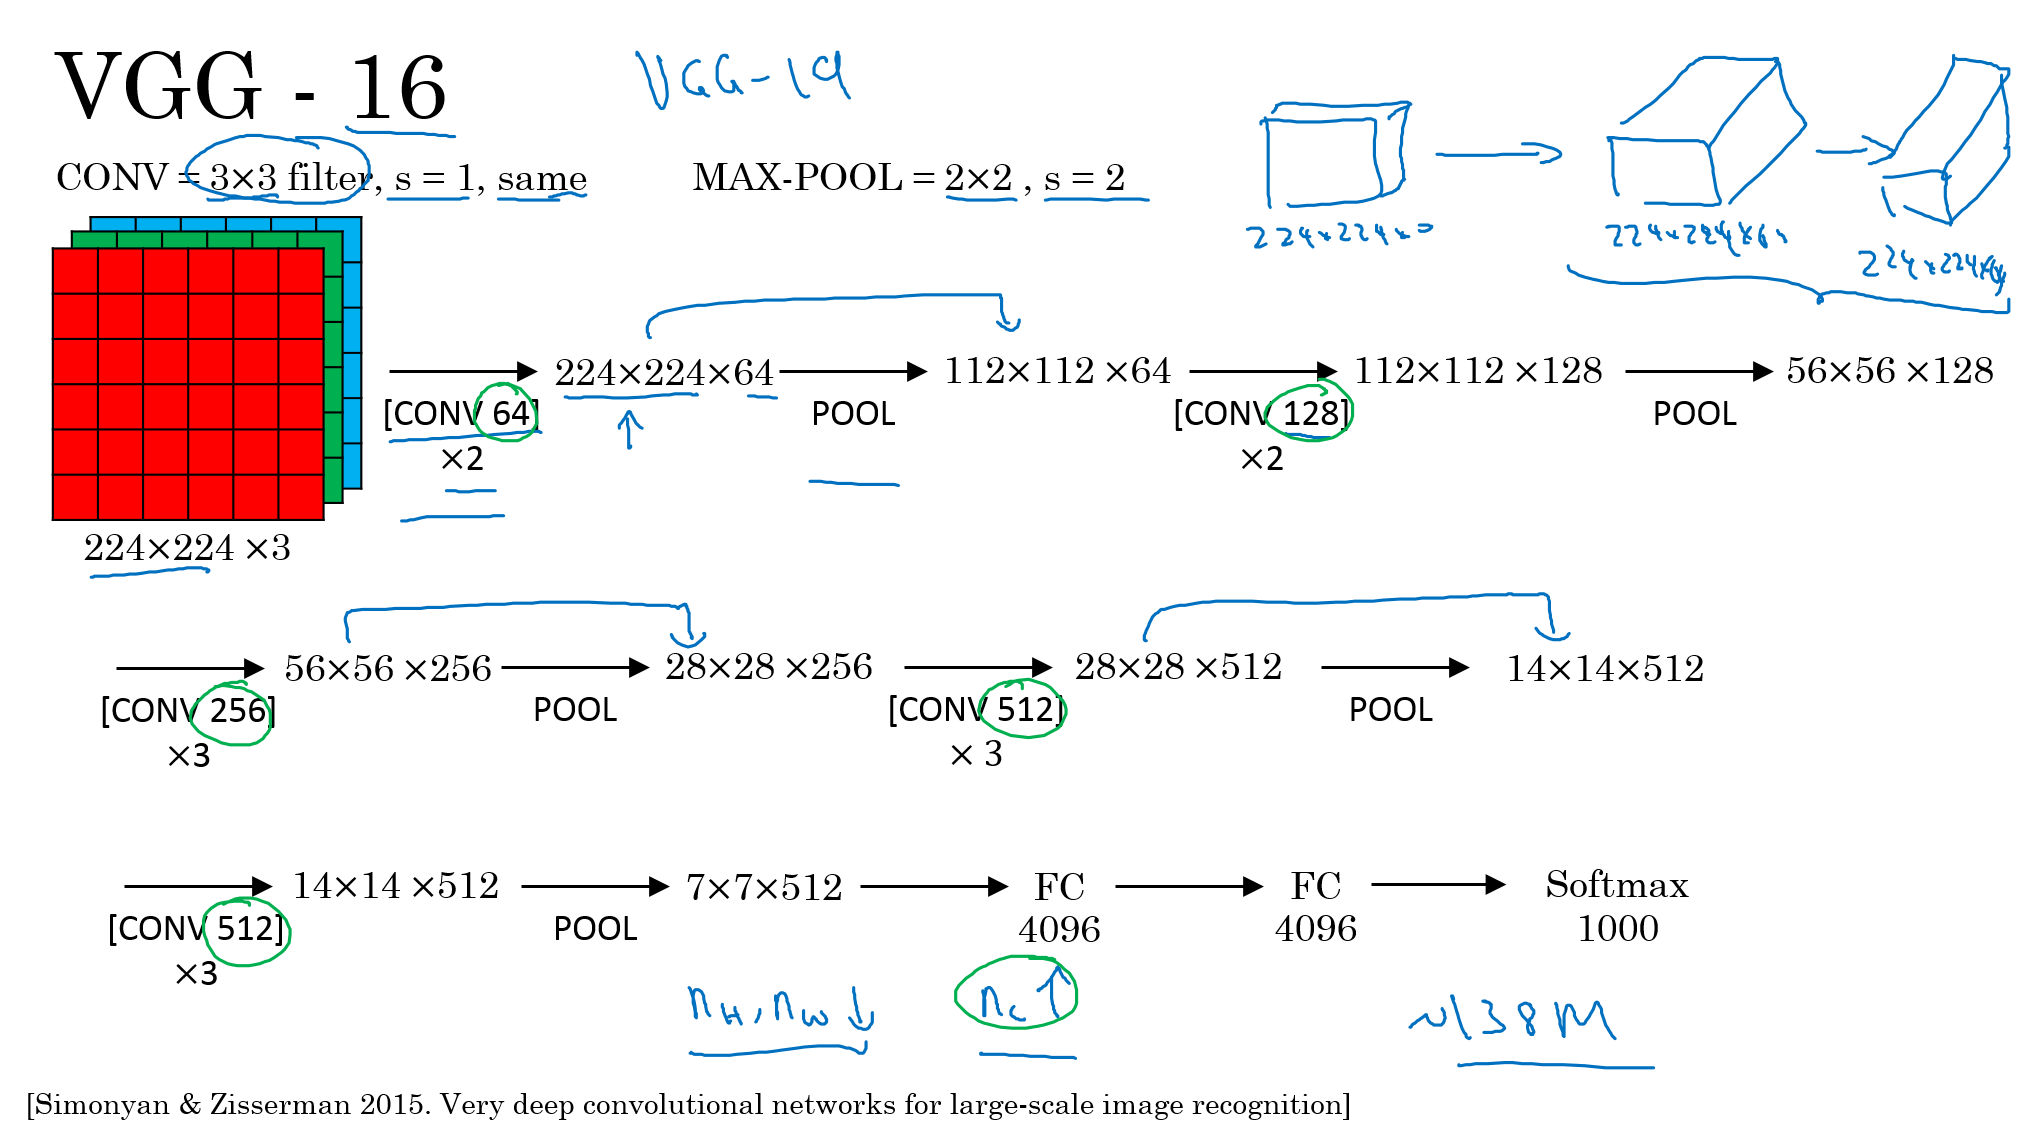 VGG - 16
VGG-19
CONV = 3×3 filter, s = 1, same
MAX-POOL = 2×2 , s = 2
224×224×3
224×224×64
224×224×64
224×224 ×3
[CONV 64]
×2
224×224×64
POOL
112×112 ×64
[CONV 128]
×2
112×112 ×128
POOL
56×56 ×128
[CONV 256]
×3
56×56 ×256
POOL
28×28 ×256
[CONV 512]
× 3
28×28 ×512
POOL
14×14×512
[CONV 512]
×3
14×14 ×512
POOL
7×7×512
FC
4096
FC
4096
Softmax
1000
nH, nW ↓
nC ↑
~138M
[Simonyan & Zisserman 2015. Very deep convolutional networks for large-scale image recognition]